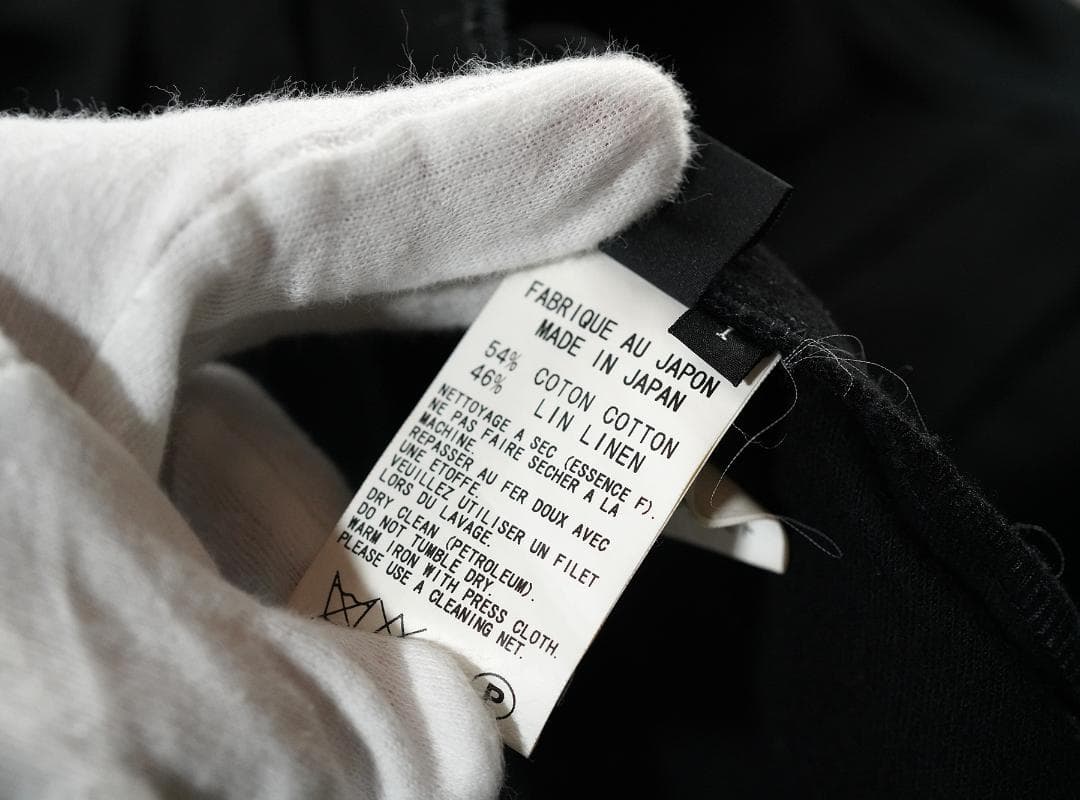 FABRIQUE AU JAPON
MADE IN JAPAN
54% COTON COTTON
46% LIN LINEN
NETTOYAGE A SEC (ESSENCE F).
NE PAS FAIRE SECHER A LA
MACHINE.
REPASSER AU FER DOUX AVEC
UNE ETOFFE.
VEUILLEZ UTILISER UN FILET
LORS DU LAVAGE.
DRY CLEAN (PETROLEUM).
DO NOT TUMBLE DRY.
WARM IRON WITH PRESS CLOTH.
PLEASE USE A CLEANING NET.
P
1